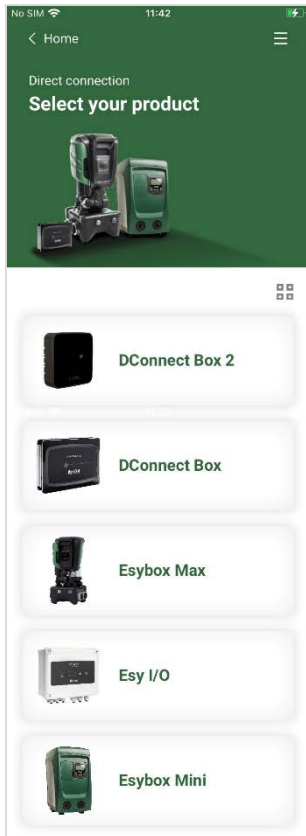 No SIM 11:42
Home
Direct connection
Select your product
DConnect Box 2
DConnect Box
Esybox Max
Esy I/O
Esybox Mini